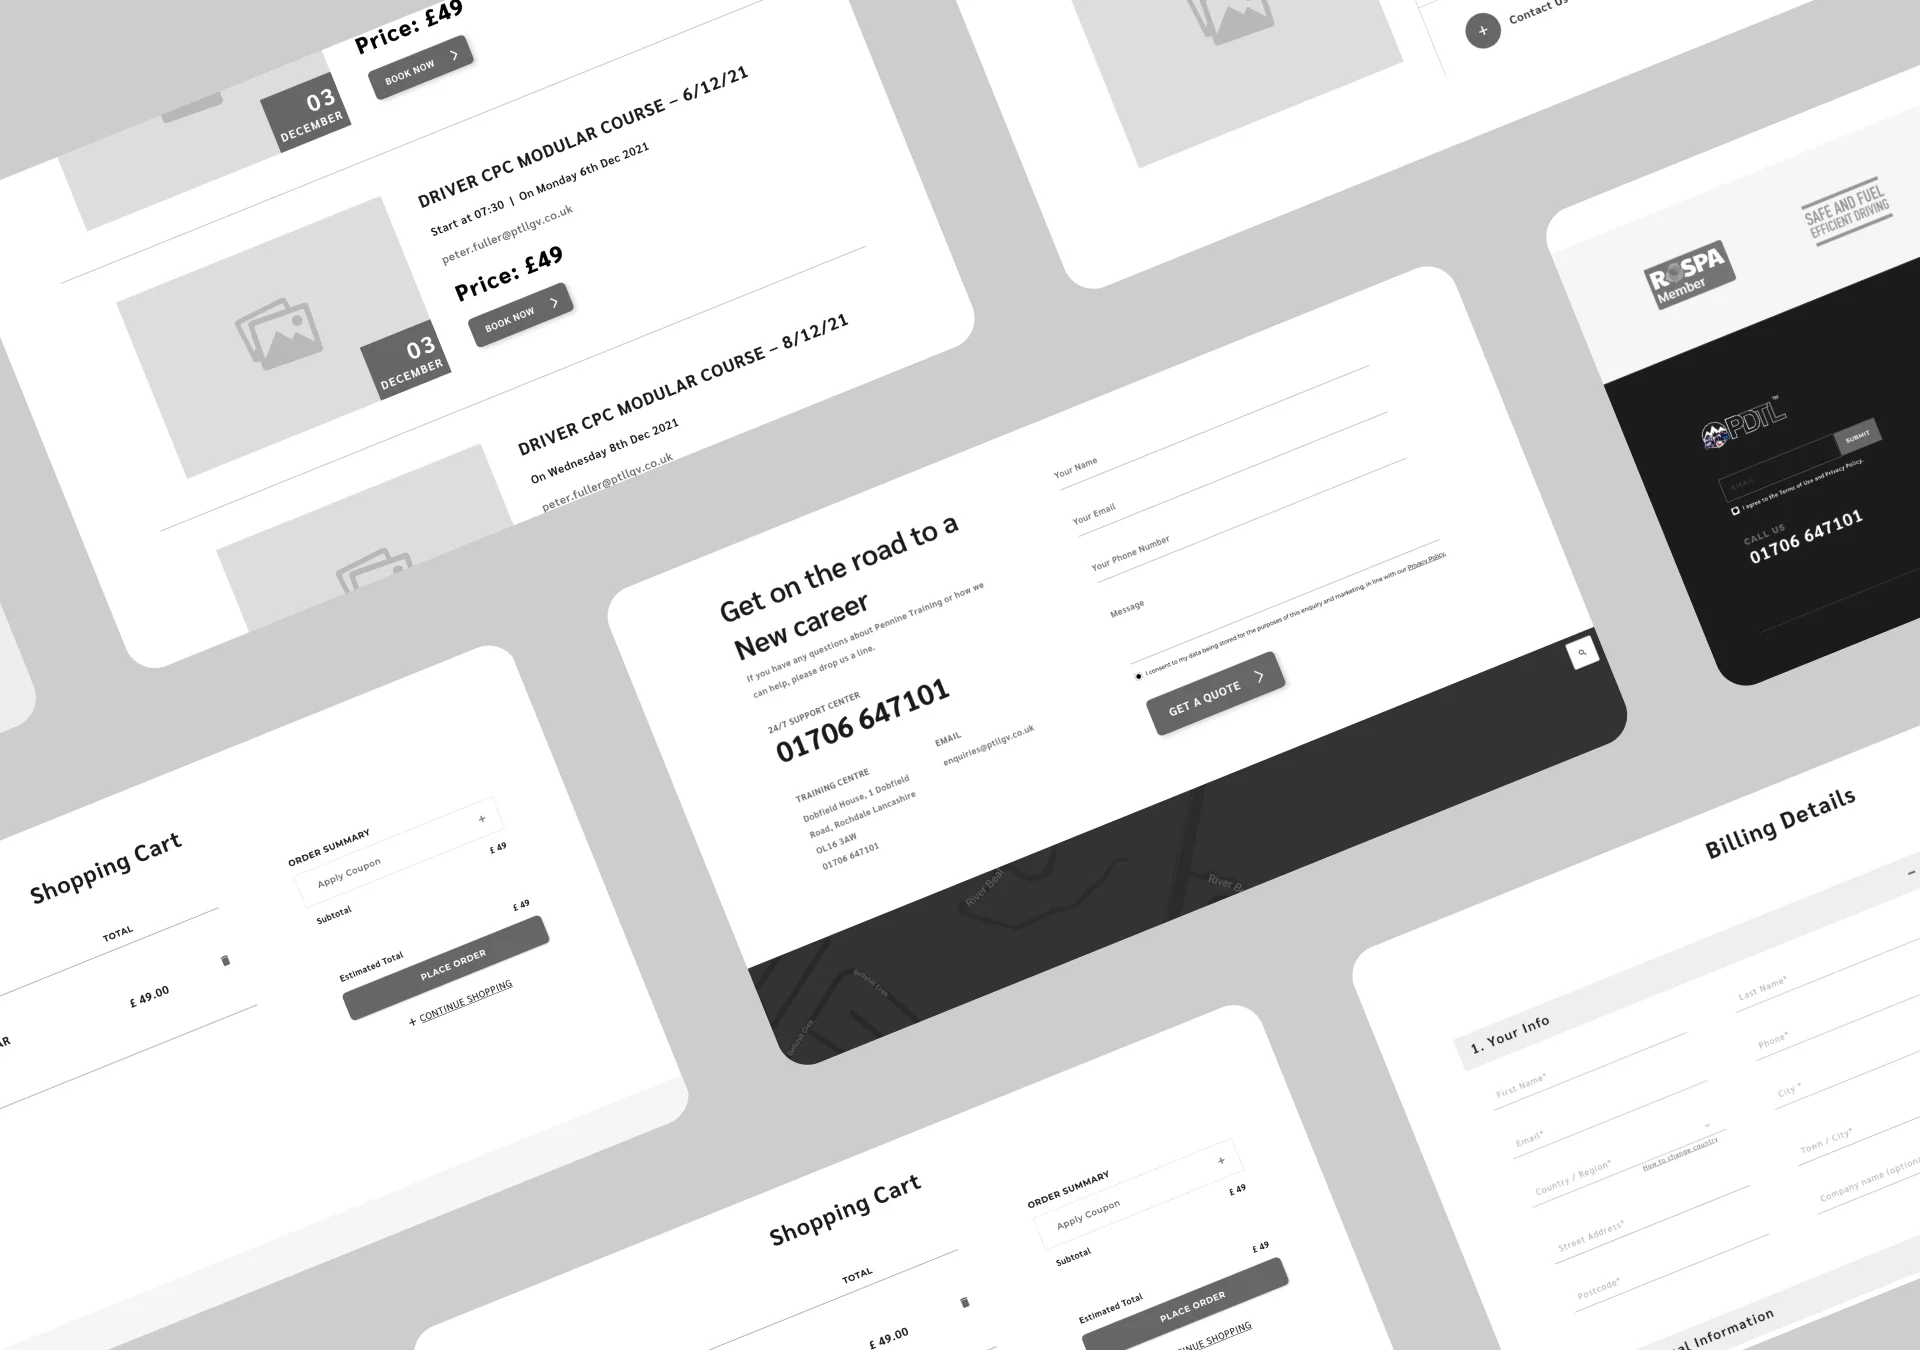 Price: £49
BOOK NOW
03
DECEMBER
DRIVER CPC MODULAR COURSE – 6/12/21
Start at 07:30 | On Monday 6th Dec 2021
peter.fuller@ptllgv.co.uk
Price: £49
BOOK NOW
03
DECEMBER
DRIVER CPC MODULAR COURSE – 8/12/21
On Wednesday 8th Dec 2021
peter.fuller@ptllgv.co.uk
Contact Us
RoSPA
Member
SAFE AND FUEL
EFFICIENT DRIVING
PDTL™
EMAIL
SUBMIT
I agree to the Terms of Use and Privacy Policy.
CALL US
01706 647101
Get on the road to a
New career
If you have any questions about Pennine Training or how we
can help, please drop us a line.
24/7 SUPPORT CENTER
01706 647101
TRAINING CENTRE
Dobfield House, 1 Dobfield
Road, Rochdale Lancashire
OL16 3AW
01706 647101
EMAIL
enquiries@ptllgv.co.uk
Your Name
Your Email
Your Phone Number
Message
I consent to my data being stored for the purposes of this enquiry and marketing, in line with our Privacy Policy.
GET A QUOTE
River Beal
River B
Shopping Cart
TOTAL
£ 49.00
AR
ORDER SUMMARY
Apply Coupon
+
Subtotal
£ 49
Estimated Total
£ 49
PLACE ORDER
+ CONTINUE SHOPPING
Shopping Cart
TOTAL
£ 49.00
ORDER SUMMARY
Apply Coupon
+
Subtotal
£ 49
Estimated Total
£ 49
PLACE ORDER
NUE SHOPPING
Billing Details
1. Your Info
First Name*
Last Name*
Email*
Phone*
Country / Region*
How to change country
City *
Street Address*
Town / City*
Postcode*
Company name (optiona
al Information